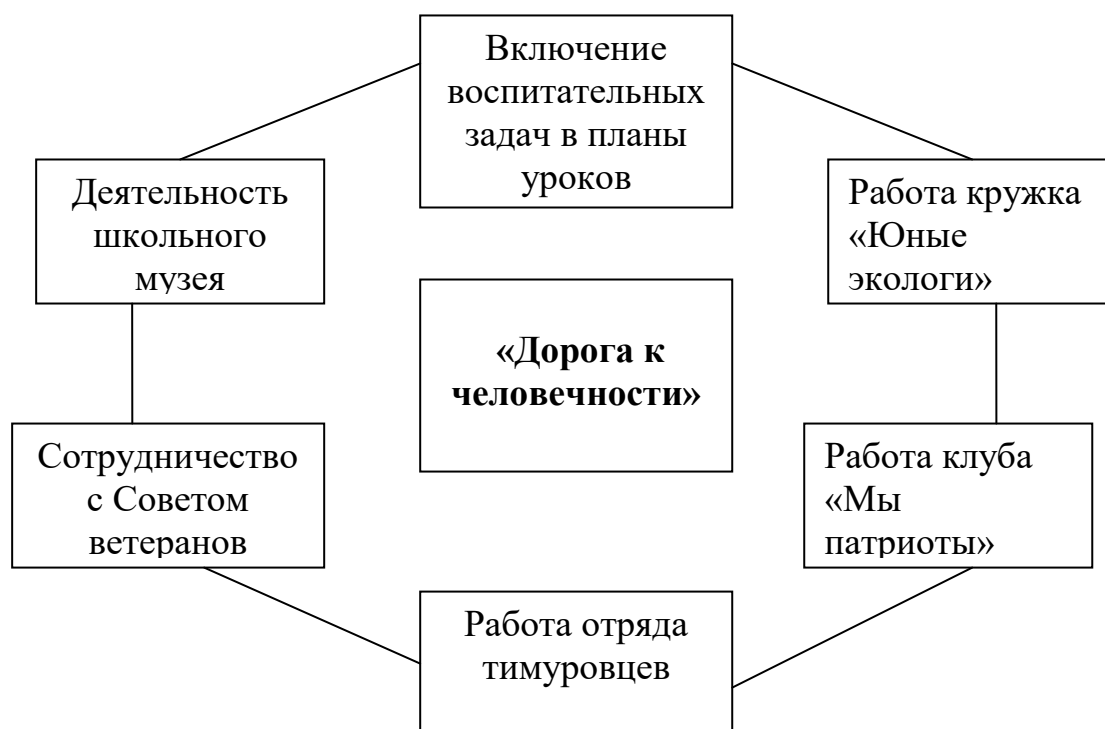 Включение
воспитательных
задач в планы
уроков
Деятельность
школьного
музея
Работа кружка
«Юные
экологи»
«Дорога к
человечности»
Сотрудничество
с Советом
ветеранов
Работа клуба
«Мы
патриоты»
Работа отряда
тимуровцев